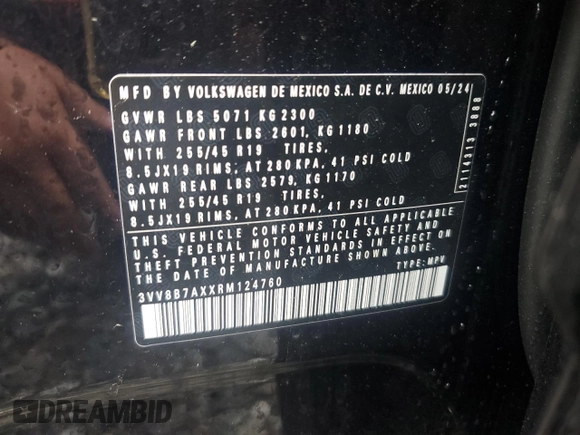 MFD BY VOLKSWAGEN DE MEXICO S.A. DE C.V. MEXICO 05/24
GVWR LBS 5071 KG 2300
GAWR FRONT LBS 2601, KG 1180
WITH 255/45 R19 TIRES,
8.5JX19 RIMS, AT 280 KPA, 41 PSI COLD
GAWR REAR LBS 2579, KG 1170
WITH 255/45 R19 TIRES,
8.5JX19 RIMS, AT 280 KPA, 41 PSI COLD
THIS VEHICLE CONFORMS TO ALL APPLICABLE
U.S. FEDERAL MOTOR VEHICLE SAFETY AND
THEFT PREVENTION STANDARDS IN EFFECT ON
THE DATE OF MANUFACTURE SHOWN ABOVE.
3VV8B7AXXRM124760 TYPE: MPV
2114313 3888
DREAMBID